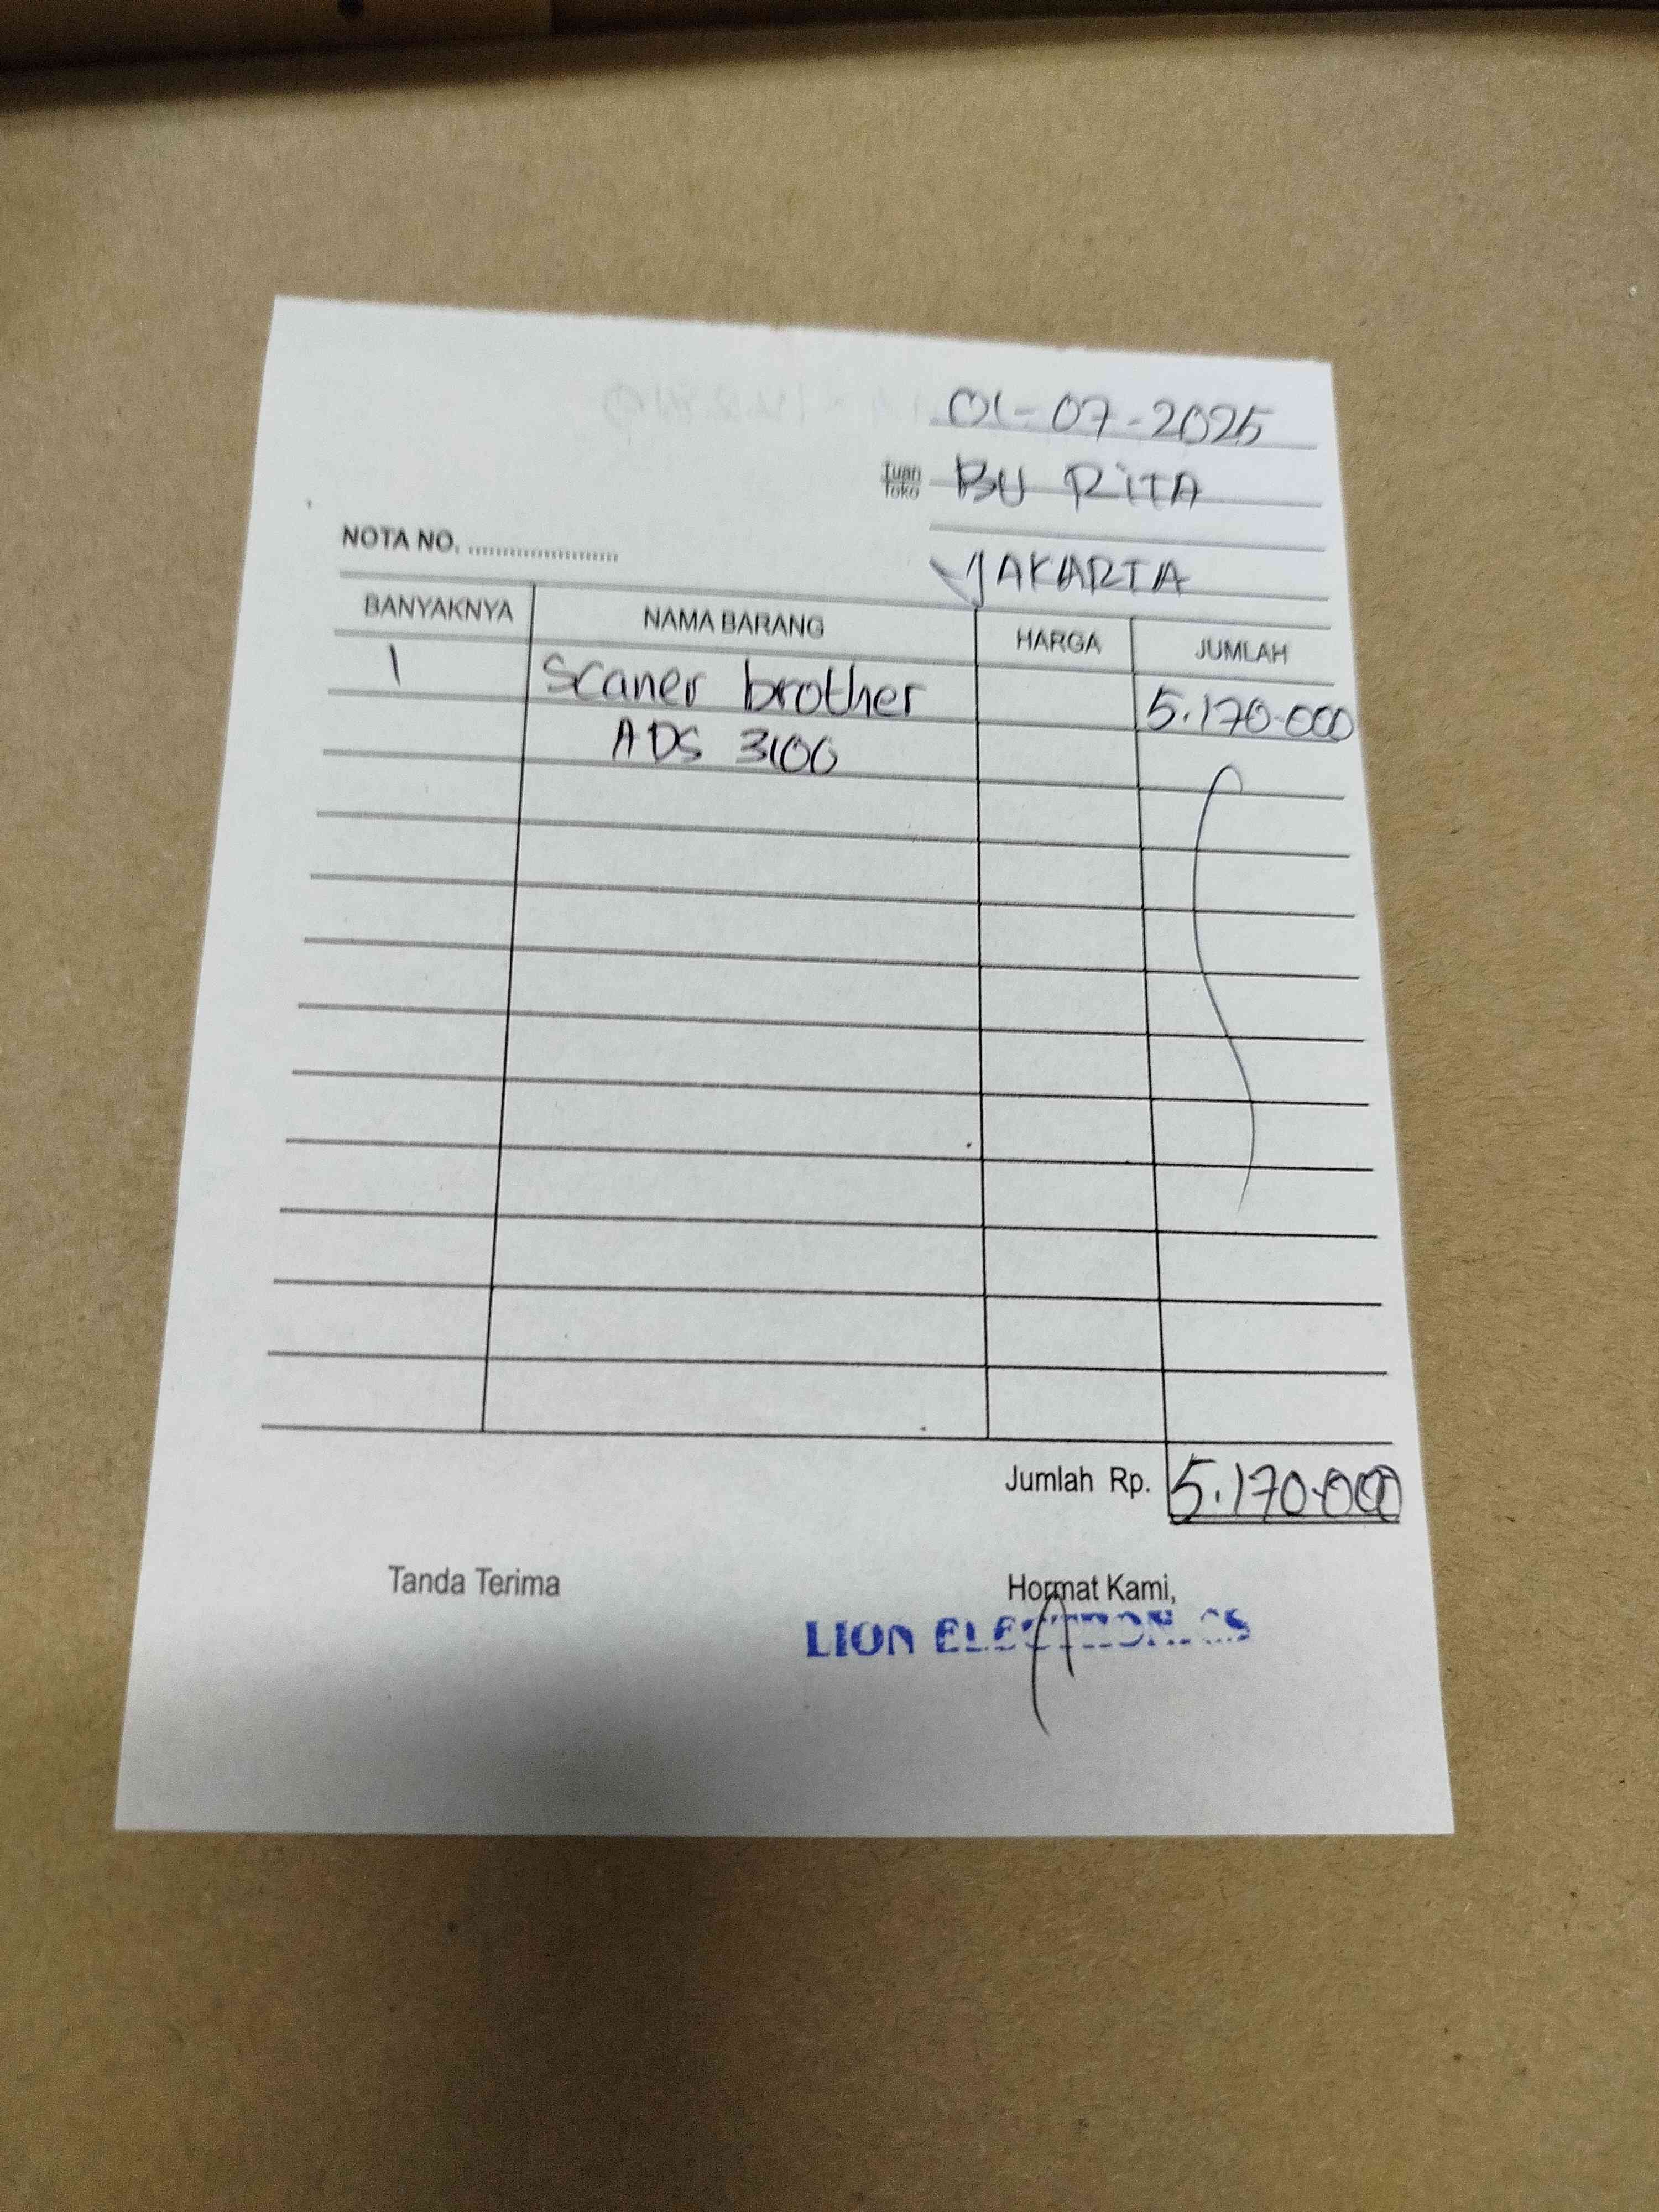 01-07-2025
Tuan
Toko
BU RITA
JAKARTA
NOTA NO. ........................
BANYAKNYA NAMA BARANG HARGA JUMLAH
1 Scaner brother 5.170.000
ADS 3100
Jumlah Rp. 5.170.000
Tanda Terima Hormat Kami,
LION ELECTRONICS